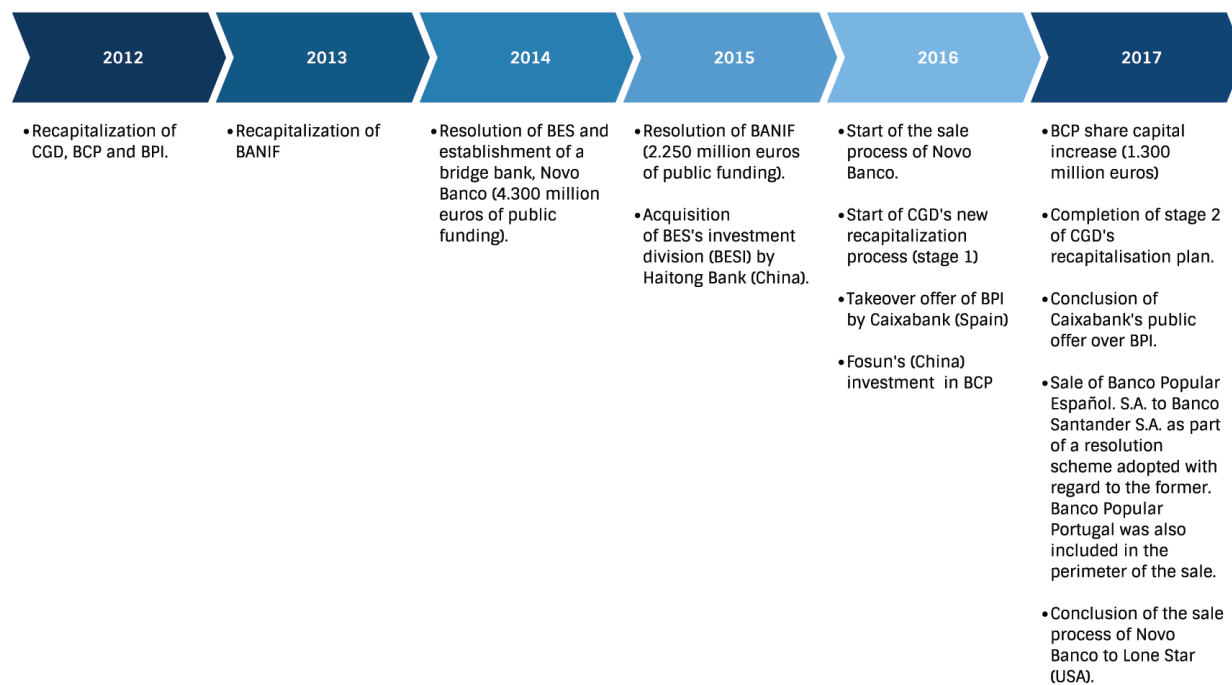 2012
2013
2014
2015
2016
2017
•Recapitalization of
CGD, BCP and BPI.
•Recapitalization of
BANIF
•Resolution of BES and
establishment of a
bridge bank, Novo
Banco (4.300 million
euros of public
funding).
•Resolution of BANIF
(2.250 million euros
of public funding).
•Acquisition
of BES's investment
division (BESI) by
Haitong Bank (China).
•Start of the sale
process of Novo
Banco.
•Start of CGD's new
recapitalization
process (stage 1)
•Takeover offer of BPI
by Caixabank (Spain)
•Fosun's (China)
investment in BCP
•BCP share capital
increase (1.300
million euros)
•Completion of stage 2
of CGD's
recapitalisation plan.
•Conclusion of
Caixabank's public
offer over BPI.
•Sale of Banco Popular
Español. S.A. to Banco
Santander S.A. as part
of a resolution
scheme adopted with
regard to the former.
Banco Popular
Portugal was also
included in the
perimeter of the sale.
•Conclusion of the sale
process of Novo
Banco to Lone Star
(USA).